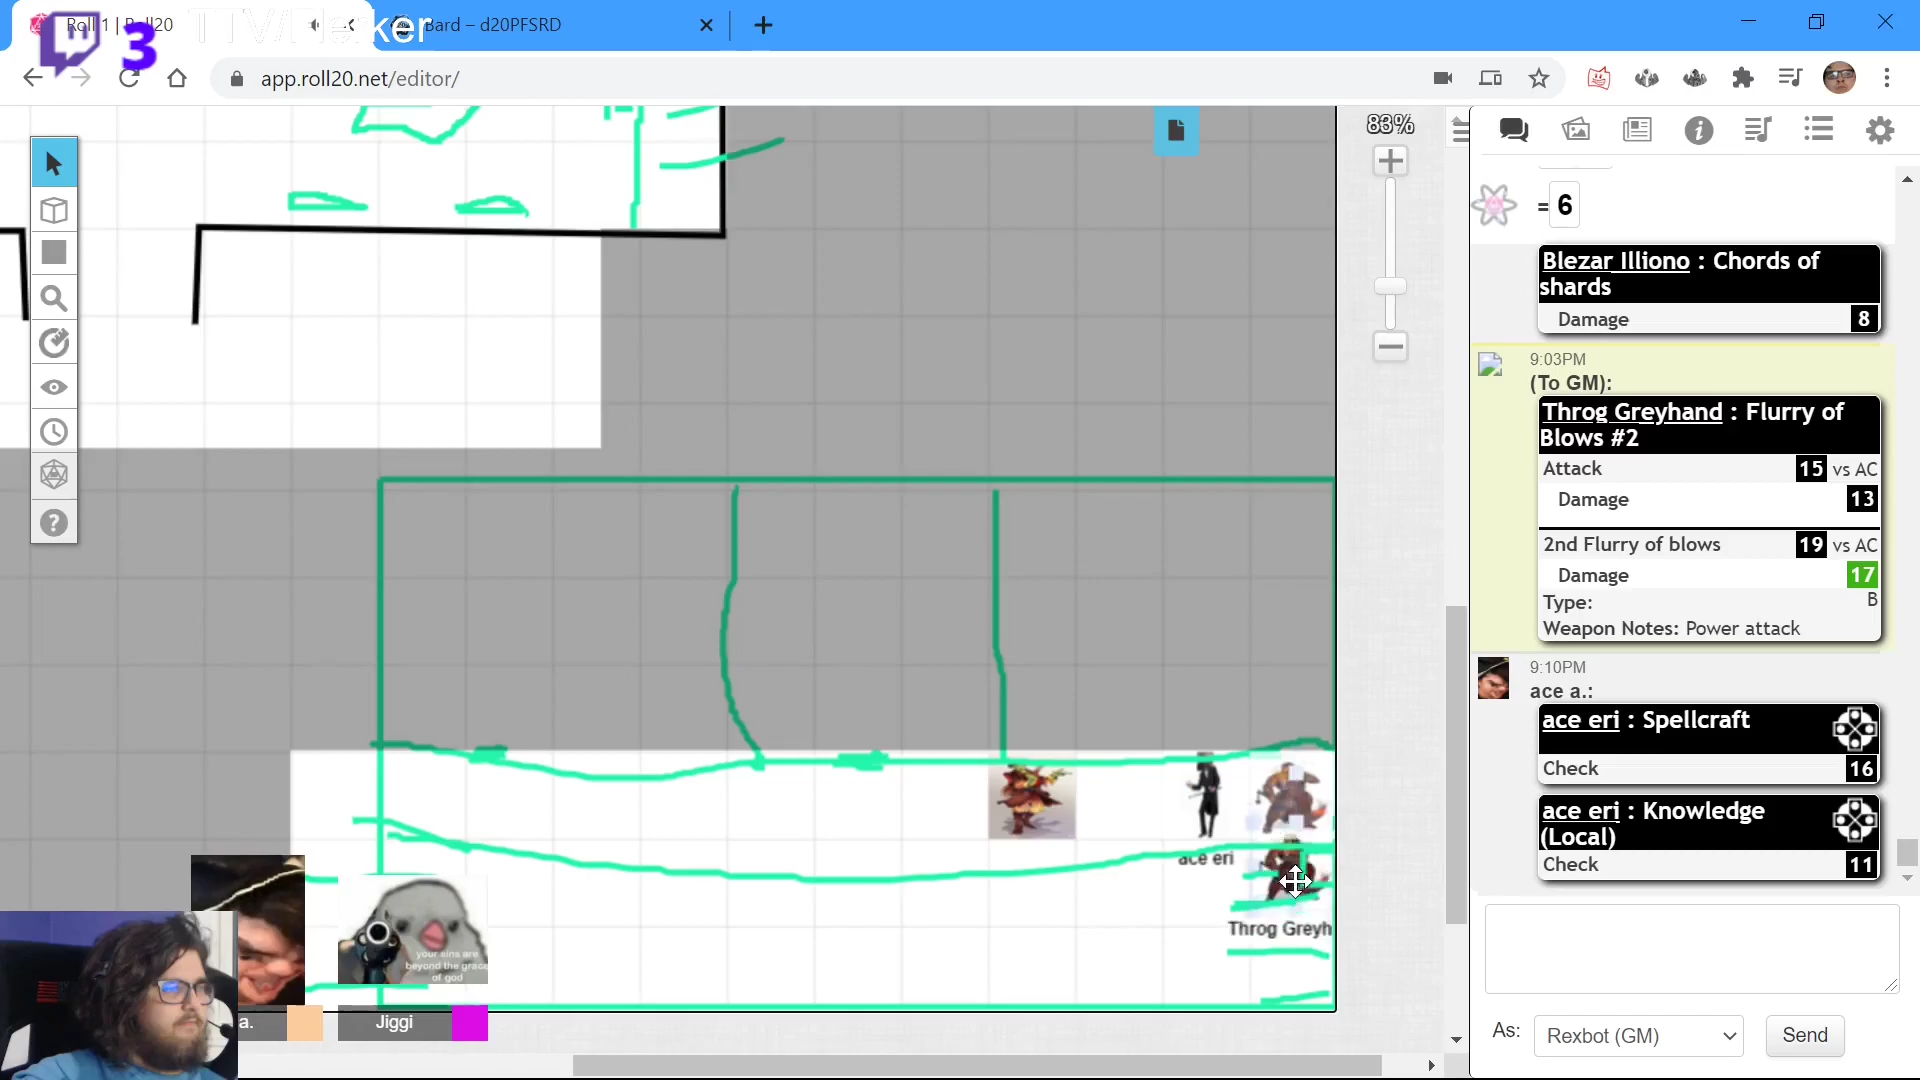 Roll 1 | Roll20
Bard – d20PFSRD
3
app.roll20.net/editor/
83%
= 6
Blezar Illiono : Chords of
shards
Damage 8
9:03PM
(To GM):
Throg Greyhand : Flurry of
Blows #2
Attack 15 vs AC
Damage 13
2nd Flurry of blows 19 vs AC
Damage 17
Type: B
Weapon Notes: Power attack
9:10PM
ace a.:
ace eri : Spellcraft
Check 16
ace eri : Knowledge
(Local)
Check 11
ace eri
Throg Greyh
your sins are
beyond the grace
of god
a.
Jiggi
As: Rexbot (GM) Send